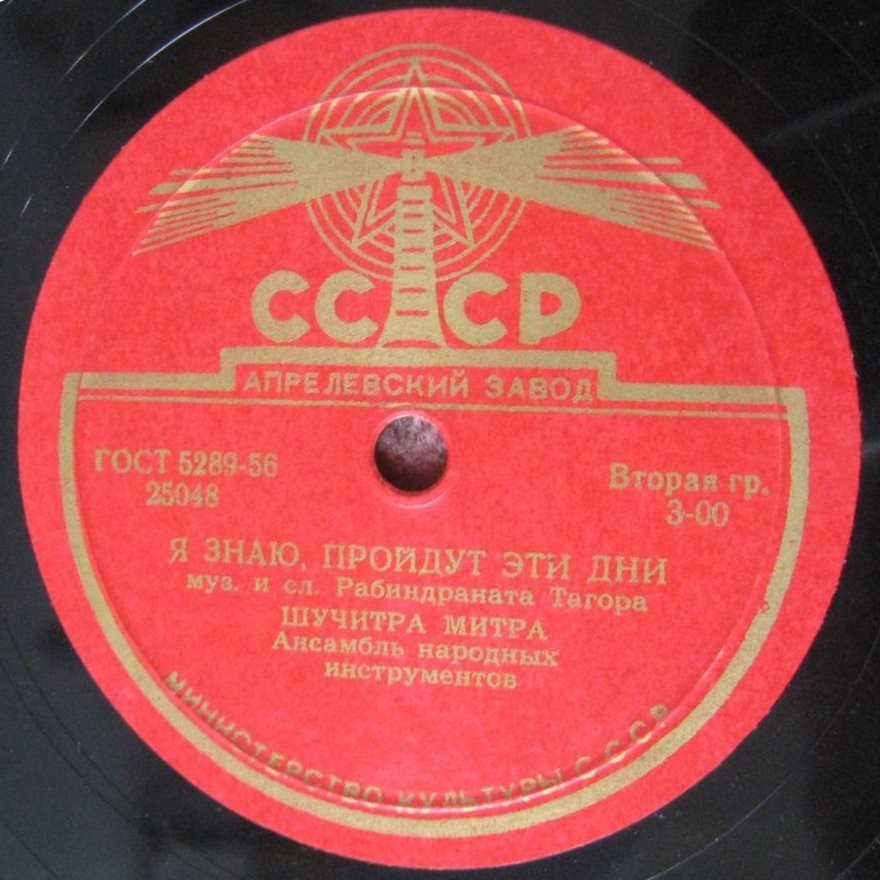 СССР
АПРЕЛЕВСКИЙ ЗАВОД
ГОСТ 5289-56
25048
Вторая гр.
3-00
Я ЗНАЮ, ПРОЙДУТ ЭТИ ДНИ
муз. и сл. Рабиндраната Тагора
ШУЧИТРА МИТРА
Ансамбль народных
инструментов
МИНИСТЕРСТВО КУЛЬТУРЫ СССР